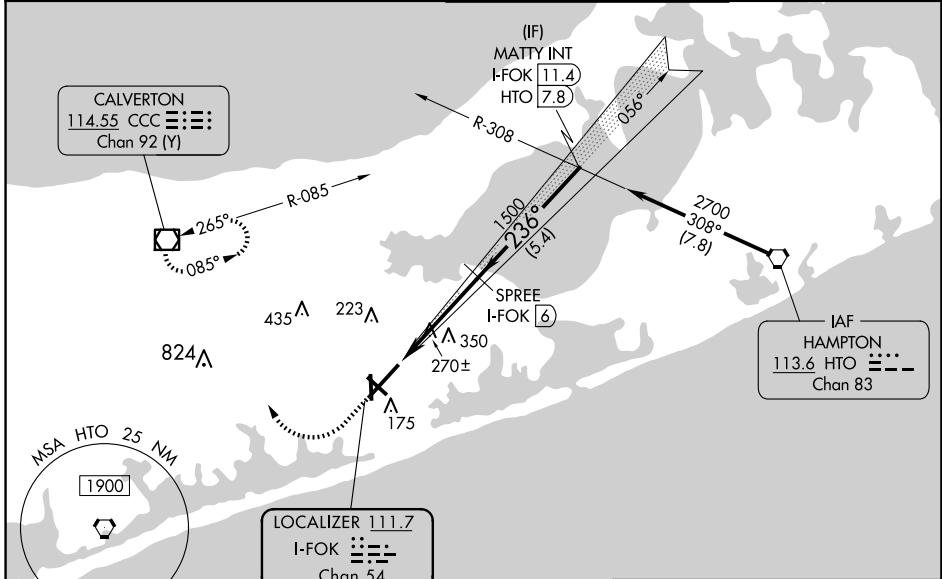 (IF)
MATTY INT
I-FOK 11.4
HTO 7.8
CALVERTON
114.55 CCC
Chan 92 (Y)
R-308
056°
R-085
265°
085°
1500
236°
(5.4)
2700
308°
(7.8)
SPREE
I-FOK 6
435
223
350
270±
824
175
IAF
HAMPTON
113.6 HTO
Chan 83
MSA HTO 25 NM
1900
LOCALIZER 111.7
I-FOK
Chan 54